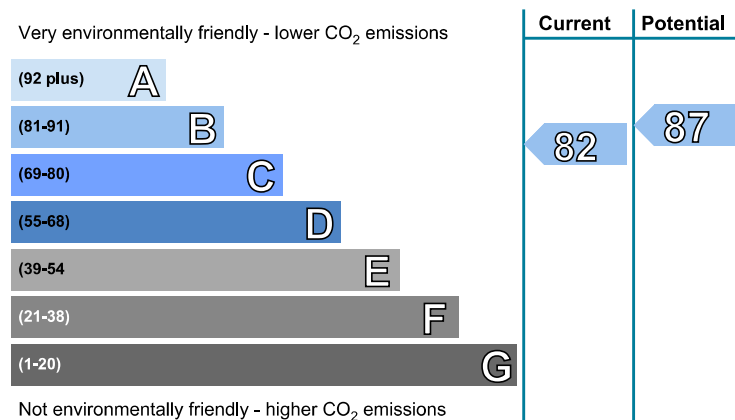 Very environmentally friendly - lower CO₂ emissions
Current
Potential
(92 plus) A
(81-91) B
(69-80) C
(55-68) D
(39-54 E
(21-38) F
(1-20) G
82
87
Not environmentally friendly - higher CO₂ emissions